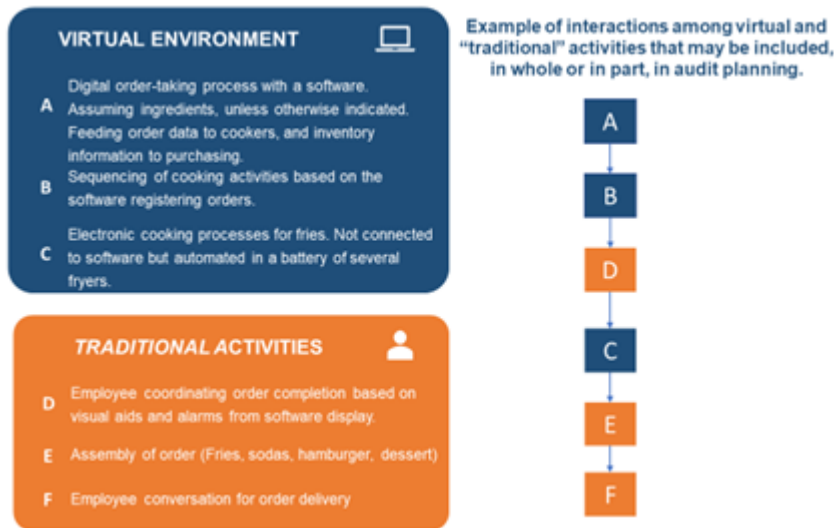 VIRTUAL ENVIRONMENT
Digital order-taking process with a software.
A Assuming ingredients, unless otherwise indicated.
Feeding order data to cookers, and inventory
information to purchasing.
B Sequencing of cooking activities based on the
software registering orders.
Electronic cooking processes for fries. Not connected
C to software but automated in a battery of several
fryers.
TRADITIONAL ACTIVITIES
D Employee coordinating order completion based on
visual aids and alarms from software display.
E Assembly of order (Fries, sodas, hamburger, dessert)
F Employee conversation for order delivery
Example of interactions among virtual and
“traditional” activities that may be included,
in whole or in part, in audit planning.
A
B
D
C
E
F